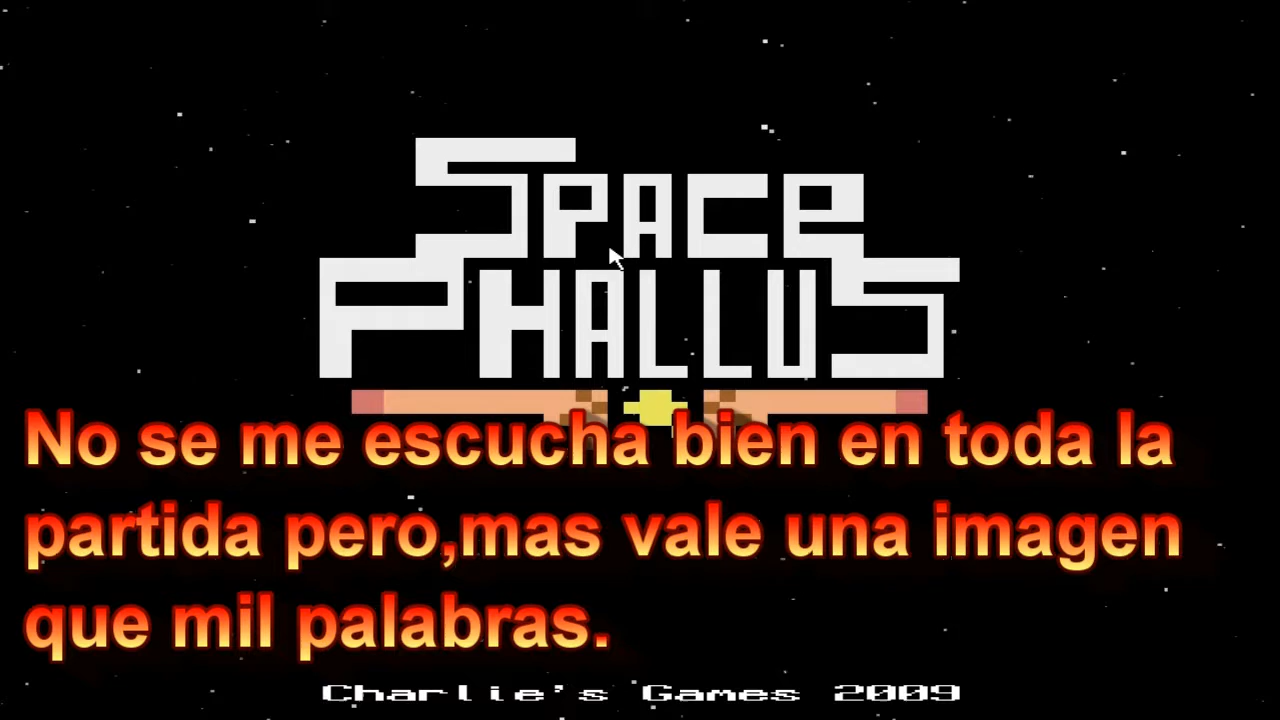 SPACE
PHALLUS
No se me escucha bien en toda la
partida pero,mas vale una imagen
que mil palabras.
Charlie's Games 2009